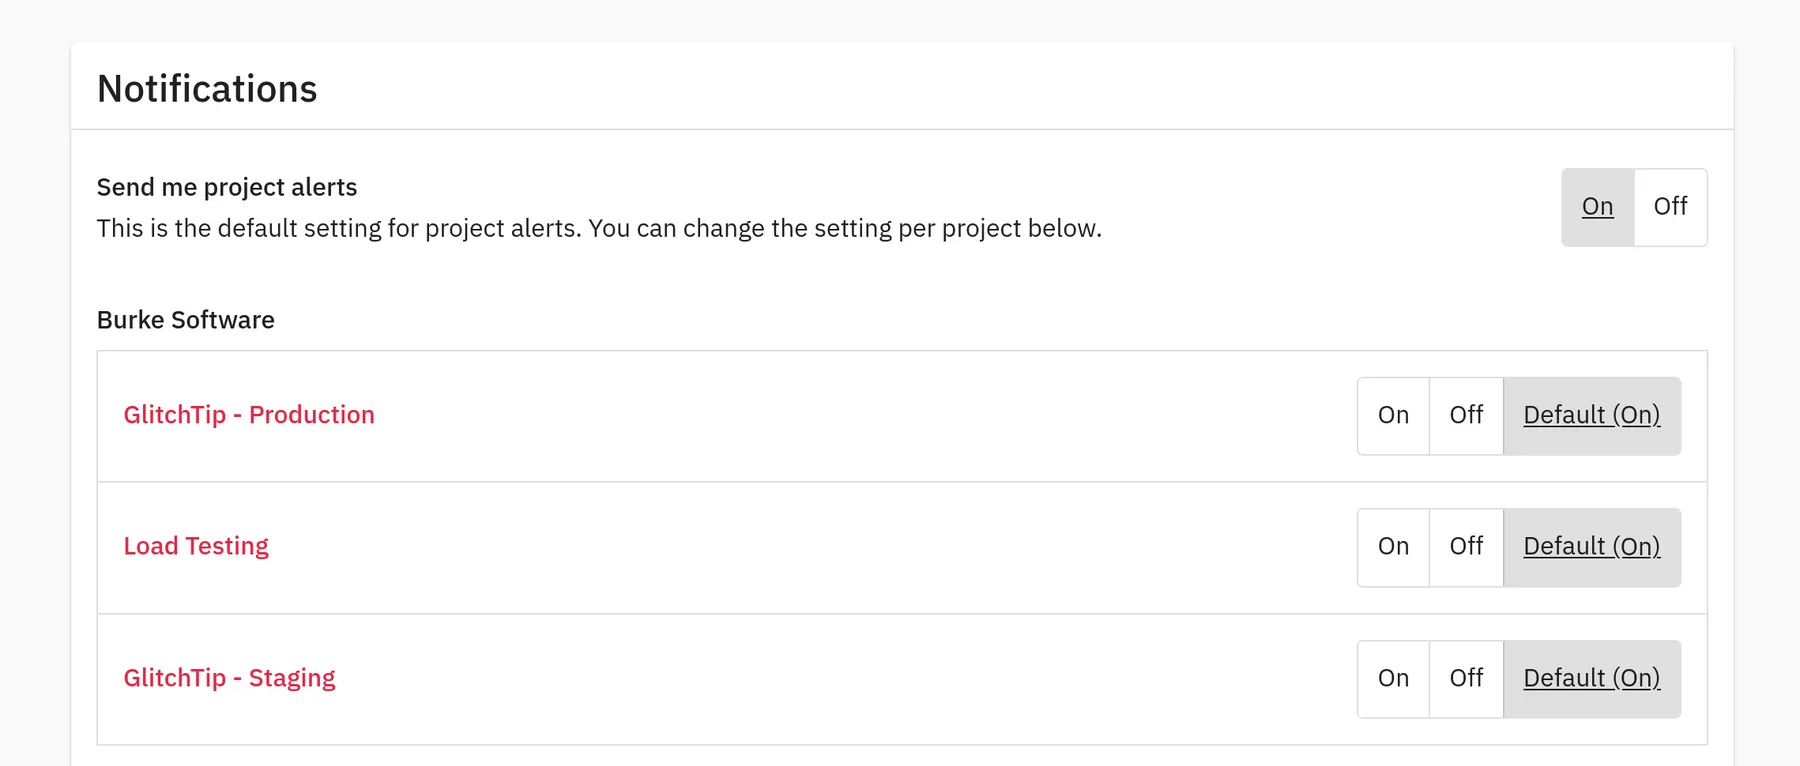 Notifications
Send me project alerts
This is the default setting for project alerts. You can change the setting per project below.
On Off
Burke Software
GlitchTip - Production On Off Default (On)
Load Testing On Off Default (On)
GlitchTip - Staging On Off Default (On)